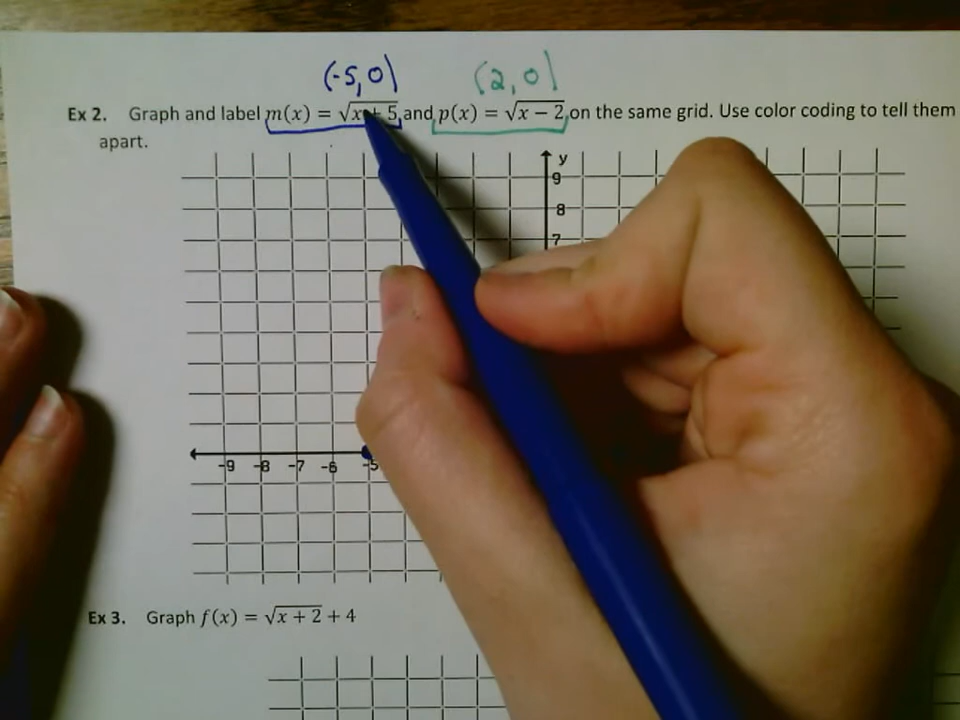 (-5,0) (2,0)
Ex 2. Graph and label m(x) = √x + 5 and p(x) = √x − 2 on the same grid. Use color coding to tell them
apart.
y
9
8
7
-9 -8 -7 -6 -5
Ex 3. Graph f(x) = √x + 2 + 4